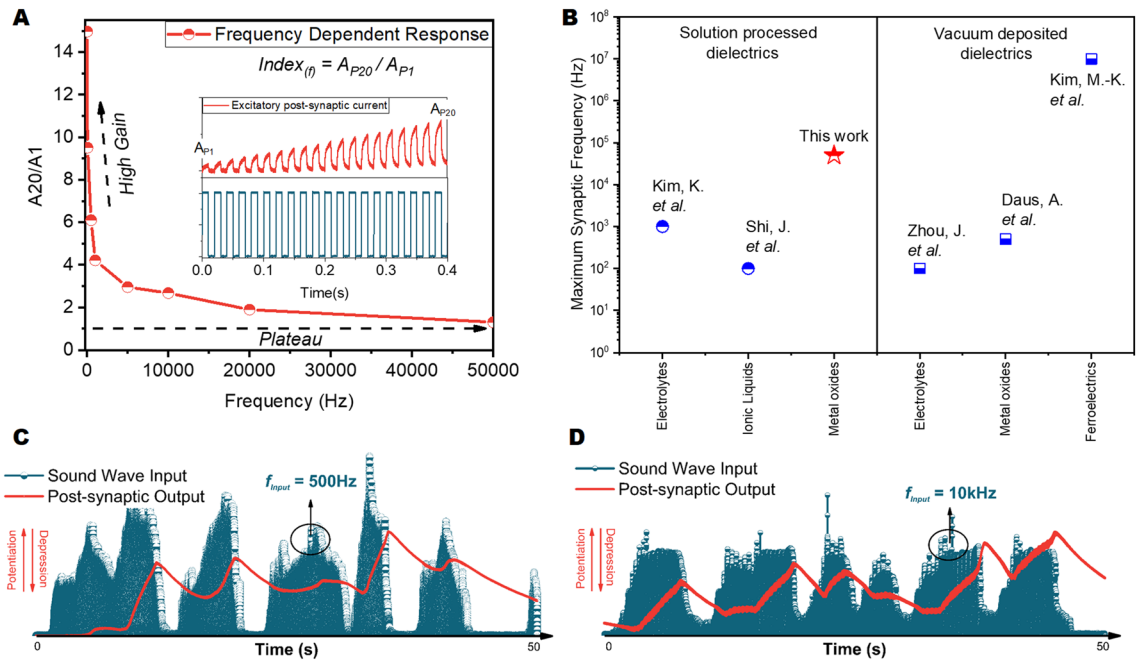 A
Frequency Dependent Response
Index(f) = AP20 / AP1
Excitatory post-synaptic current
AP20
AP1
High Gain
A20/A1
15
14
12
10
8
6
4
2
0
0.0
0.1
0.2
0.3
0.4
Time(s)
Plateau
0
10000
20000
30000
40000
50000
Frequency (Hz)
B
Maximum Synaptic Frequency (Hz)
10^8
10^7
10^6
10^5
10^4
10^3
10^2
10^1
10^0
Solution processed
dielectrics
Vacuum deposited
dielectrics
Kim, M.-K.
et al.
This work
Kim, K.
et al.
Shi, J.
et al.
Zhou, J.
et al.
Daus, A.
et al.
Electrolytes
Ionic Liquids
Metal oxides
Electrolytes
Metal oxides
Ferroelectrics
C
Sound Wave Input
Post-synaptic Output
fInput = 500Hz
Potentiation
Depression
0
Time (s)
50
D
Sound Wave Input
Post-synaptic Output
fInput = 10kHz
Potentiation
Depression
0
Time (s)
50